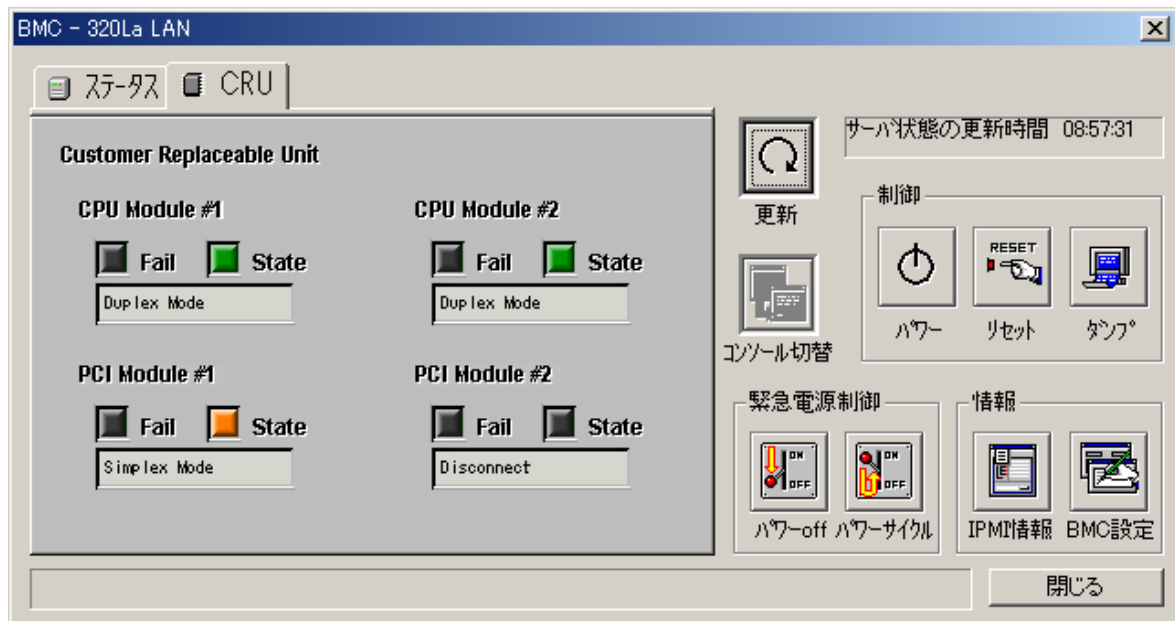 BMC - 320La LAN
ステータス
CRU
Customer Replaceable Unit
CPU Module #1
Fail
State
Duplex Mode
CPU Module #2
Fail
State
Duplex Mode
PCI Module #1
Fail
State
Simplex Mode
PCI Module #2
Fail
State
Disconnect
更新
コンソール切替
サーバ状態の更新時間 08:57:31
制御
RESET
パワー
リセット
ダンプ
緊急電源制御
ON
OFF
ON
OFF
パワーoff
パワーサイクル
情報
IPMI情報
BMC設定
閉じる